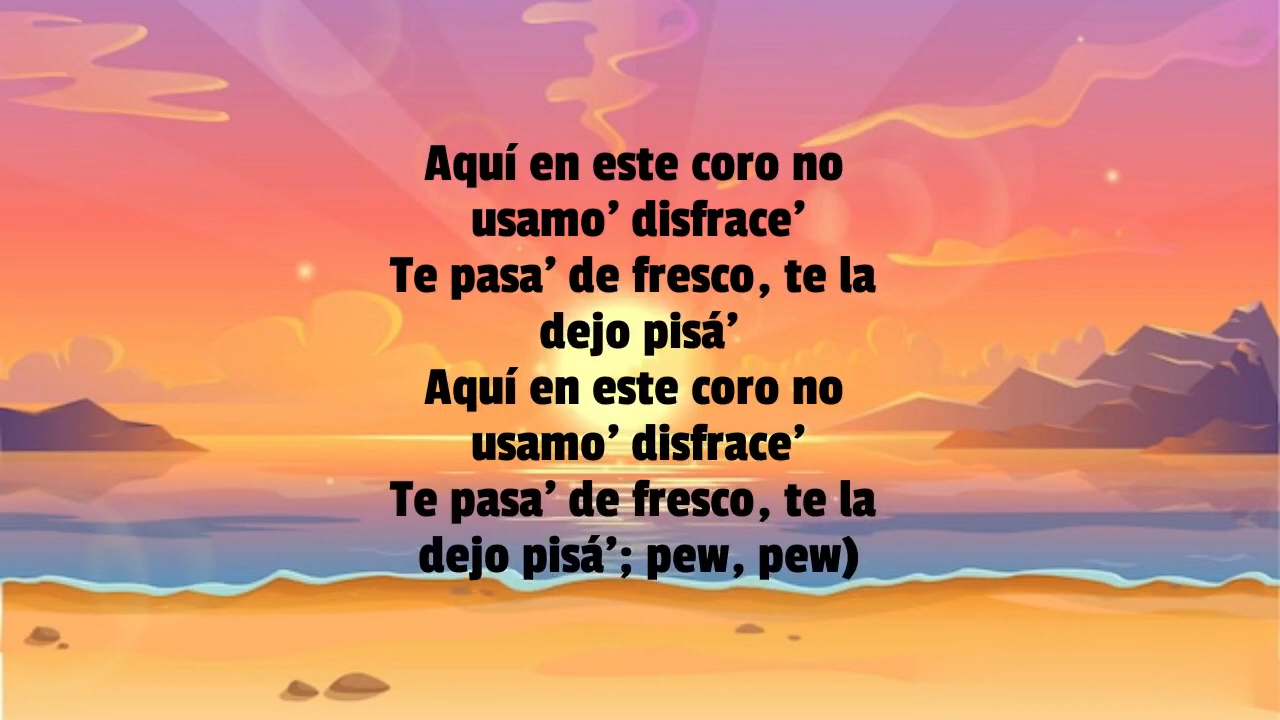 Aquí en este coro no
usamo’ disfrace’
Te pasa’ de fresco, te la
dejo pisá’
Aquí en este coro no
usamo’ disfrace’
Te pasa’ de fresco, te la
dejo pisá’; pew, pew)